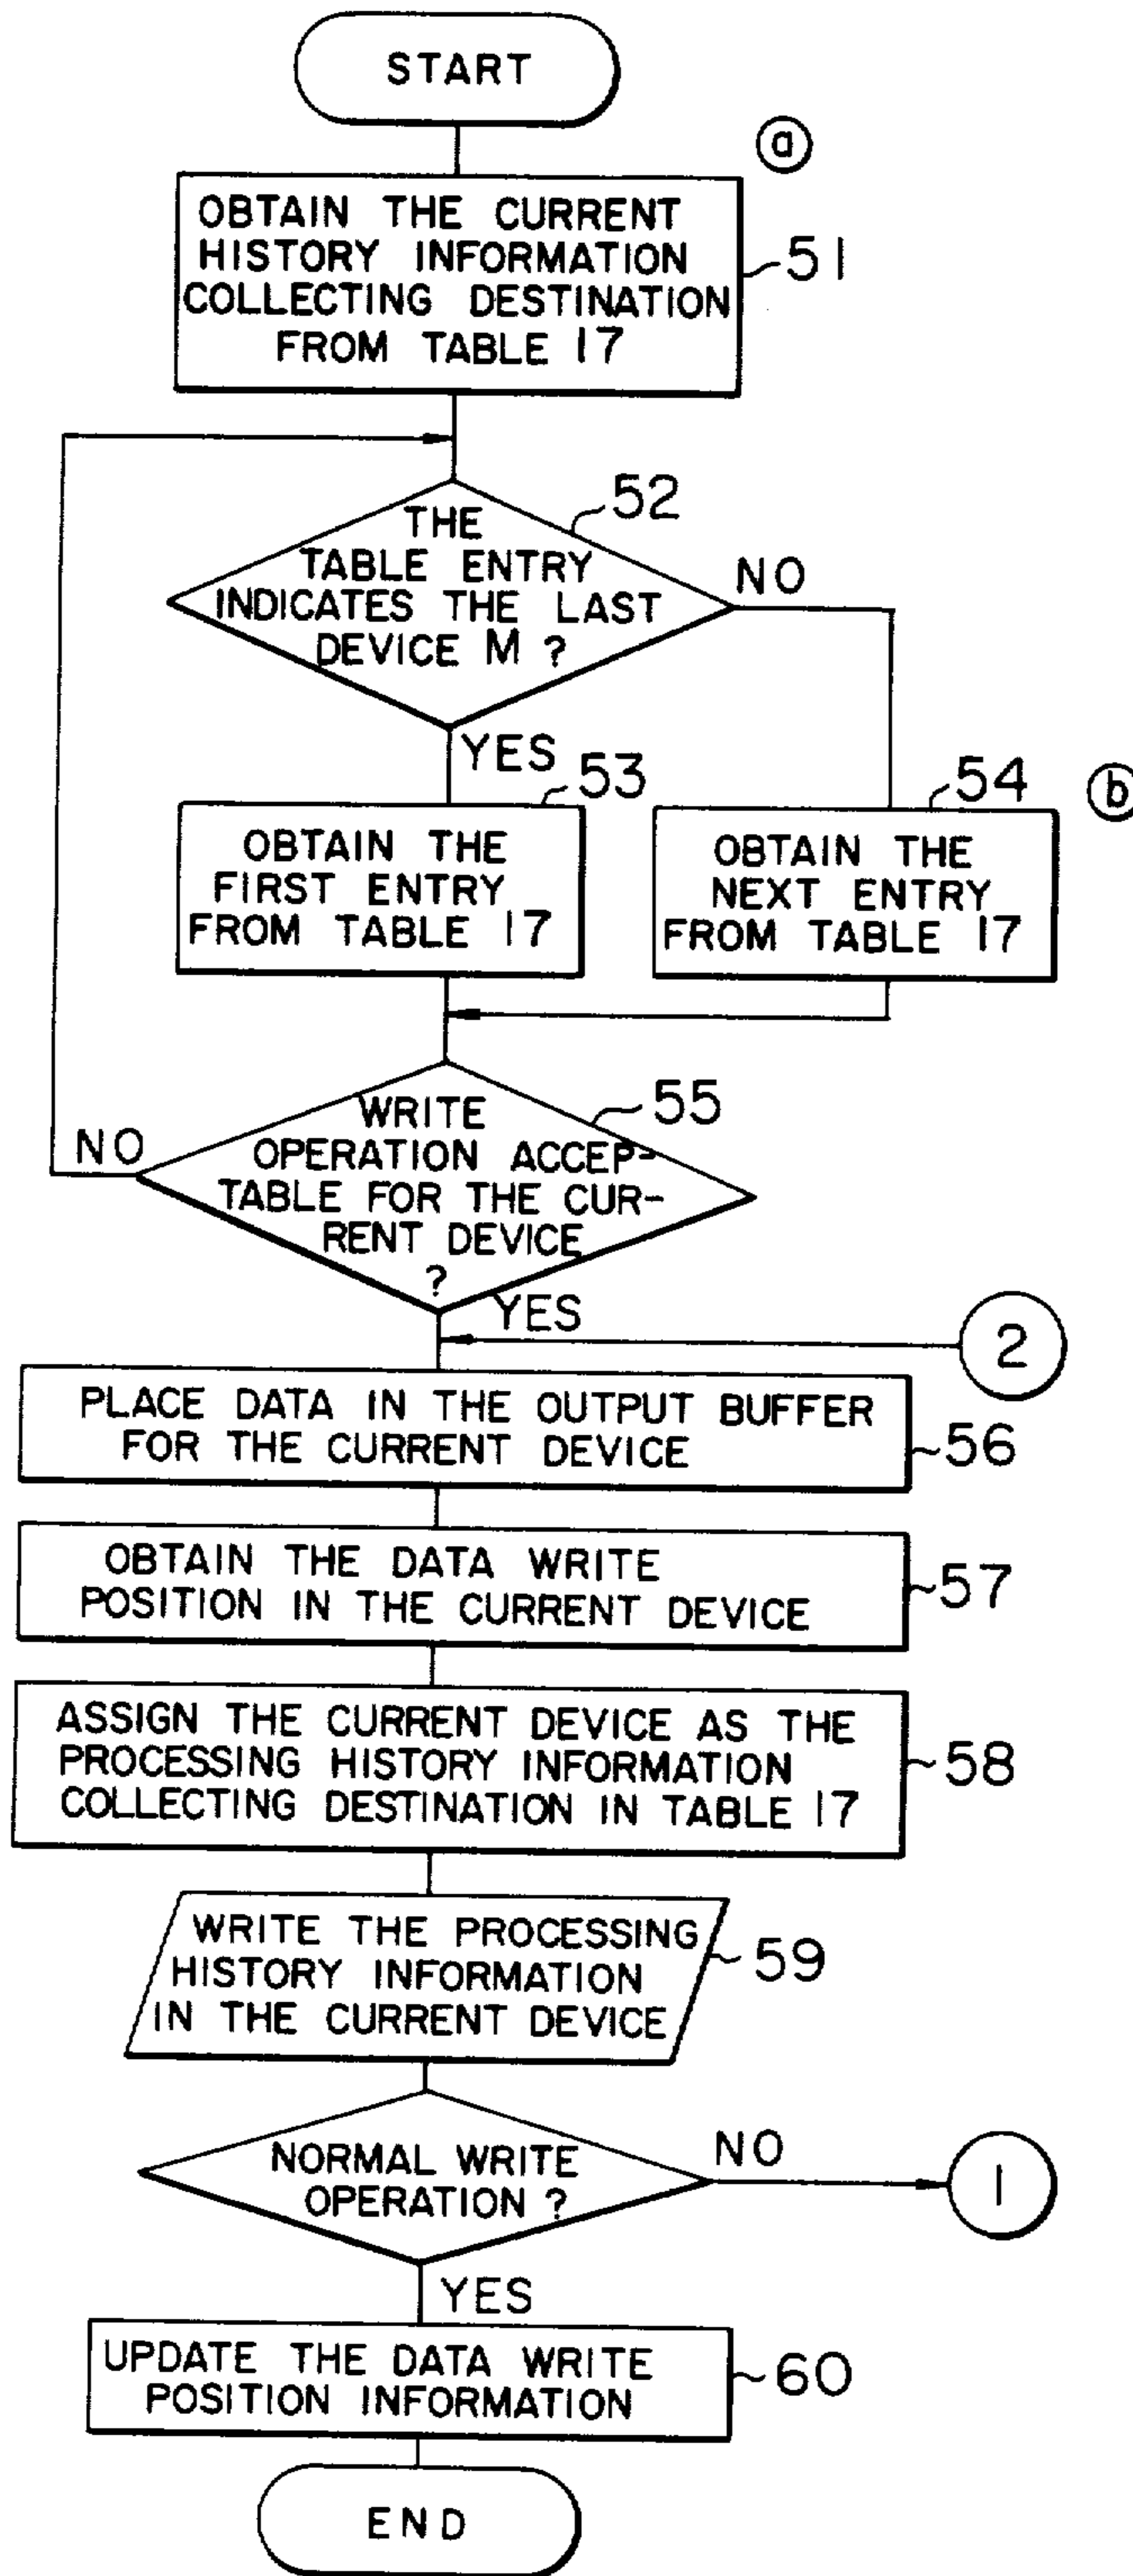 START
ⓐ
OBTAIN THE CURRENT
HISTORY INFORMATION
COLLECTING DESTINATION
FROM TABLE 17
51
52
THE
TABLE ENTRY
INDICATES THE LAST
DEVICE M ?
NO
YES
53
54
ⓑ
OBTAIN THE
FIRST ENTRY
FROM TABLE 17
OBTAIN THE
NEXT ENTRY
FROM TABLE 17
55
WRITE
OPERATION ACCEP-
TABLE FOR THE CUR-
RENT DEVICE
?
NO
YES
2
PLACE DATA IN THE OUTPUT BUFFER
FOR THE CURRENT DEVICE
56
OBTAIN THE DATA WRITE
POSITION IN THE CURRENT DEVICE
57
ASSIGN THE CURRENT DEVICE AS THE
PROCESSING HISTORY INFORMATION
COLLECTING DESTINATION IN TABLE 17
58
WRITE THE PROCESSING
HISTORY INFORMATION
IN THE CURRENT DEVICE
59
NORMAL WRITE
OPERATION ?
NO
1
YES
UPDATE THE DATA WRITE
POSITION INFORMATION
60
END